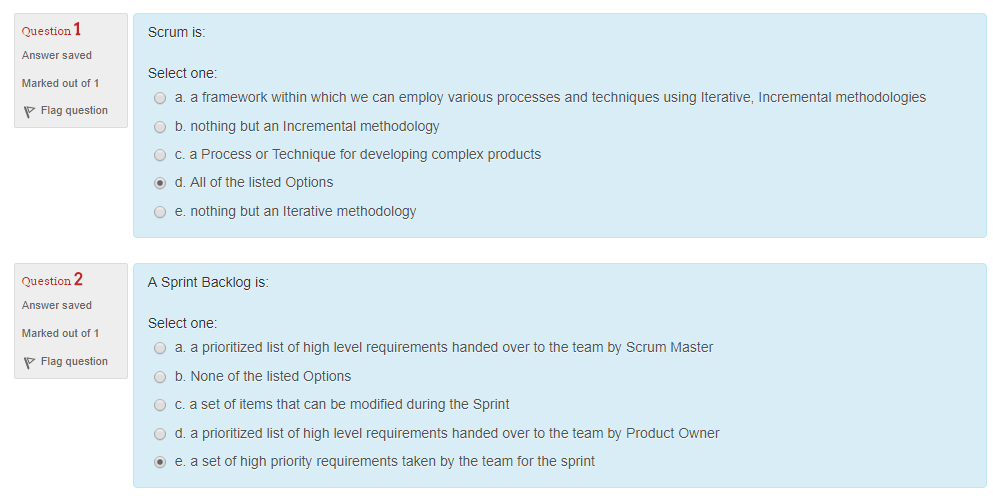 Question 1
Answer saved
Marked out of 1
Flag question
Scrum is:
Select one:
a. a framework within which we can employ various processes and techniques using Iterative, Incremental methodologies
b. nothing but an Incremental methodology
c. a Process or Technique for developing complex products
d. All of the listed Options
e. nothing but an Iterative methodology
Question 2
Answer saved
Marked out of 1
Flag question
A Sprint Backlog is:
Select one:
a. a prioritized list of high level requirements handed over to the team by Scrum Master
b. None of the listed Options
c. a set of items that can be modified during the Sprint
d. a prioritized list of high level requirements handed over to the team by Product Owner
e. a set of high priority requirements taken by the team for the sprint